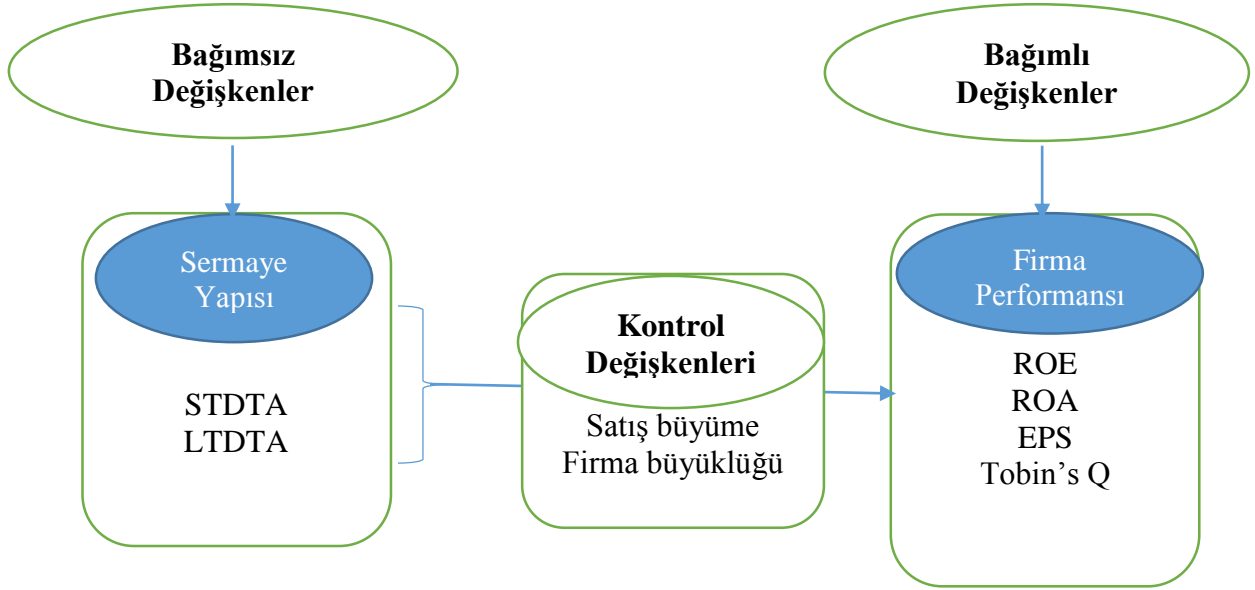 Bağımsız
Değişkenler
Bağımlı
Değişkenler
Sermaye
Yapısı
STDTA
LTDTA
Kontrol
Değişkenleri
Satış büyüme
Firma büyüklüğü
Firma
Performansı
ROE
ROA
EPS
Tobin’s Q